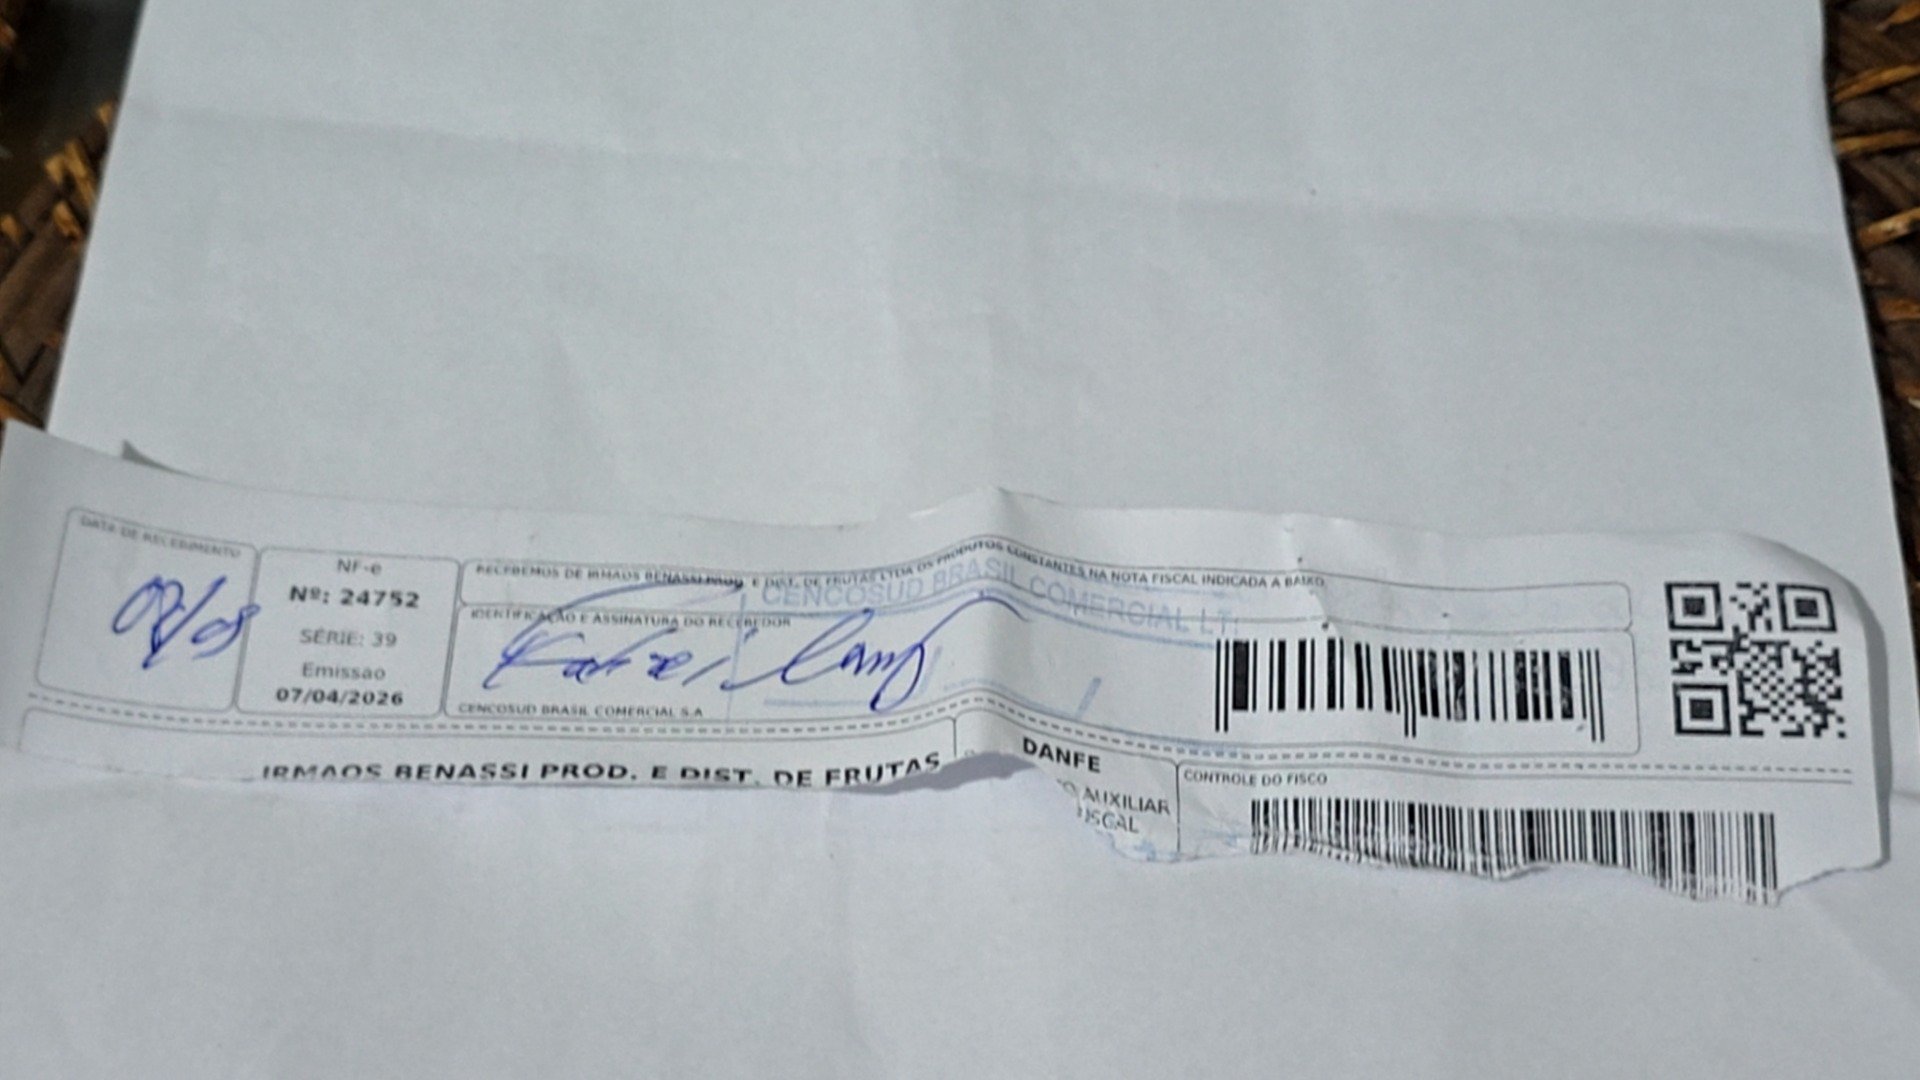 DATA DE RECEBIMENTO
NF-e
Nº: 24752
SÉRIE: 39
Emissao
07/04/2026
RECEBEMOS DE IRMAOS BENASSI PROD. E DIST. DE FRUTAS LTDA OS PRODUTOS CONSTANTES NA NOTA FISCAL INDICADA A BAIXO
CENCOSUD BRASIL COMERCIAL LT
IDENTIFICAÇÃO E ASSINATURA DO RECEBEDOR
CENCOSUD BRASIL COMERCIAL S.A
IRMAOS BENASSI PROD. E DIST. DE FRUTAS
DANFE
AUXILIAR
CONTROLE DO FISCO